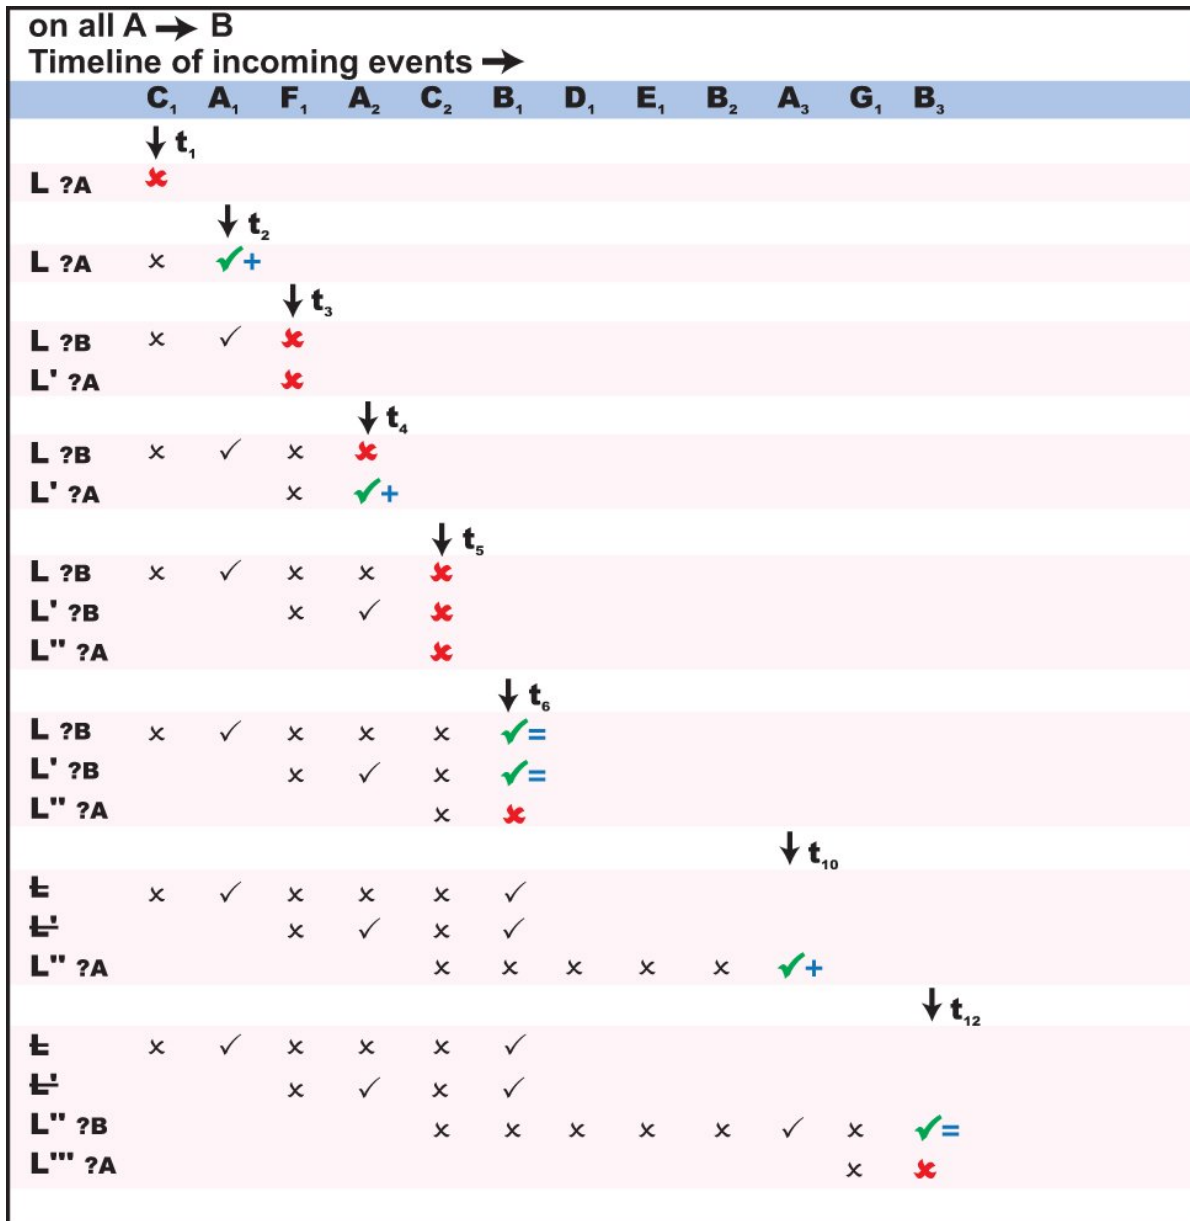 on all A → B
Timeline of incoming events →
C₁ A₁ F₁ A₂ C₂ B₁ D₁ E₁ B₂ A₃ G₁ B₃
↓ t₁
L ?A ✗
↓ t₂
L ?A ✗ ✓+
↓ t₃
L ?B ✗ ✓ ✗
L' ?A ✗
↓ t₄
L ?B ✗ ✓ ✗ ✗
L' ?A ✗ ✓+
↓ t₅
L ?B ✗ ✓ ✗ ✗ ✗
L' ?B ✗ ✓ ✗
L" ?A ✗
↓ t₆
L ?B ✗ ✓ ✗ ✗ ✗ ✓=
L' ?B ✗ ✓ ✗ ✓=
L" ?A ✗ ✗
↓ t₁₀
L ✗ ✓ ✗ ✗ ✗ ✓
L' ✗ ✓ ✗ ✓
L" ?A ✗ ✗ ✗ ✗ ✗ ✓+
↓ t₁₂
L ✗ ✓ ✗ ✗ ✗ ✓
L' ✗ ✓ ✗ ✓
L" ?B ✗ ✗ ✗ ✗ ✗ ✓ ✗ ✓=
L"' ?A ✗ ✗